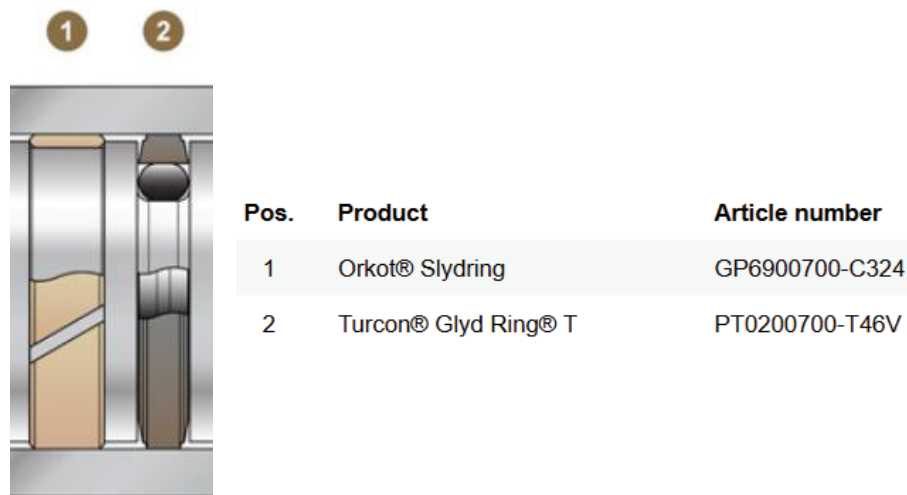 1 2
Pos. Product Article number
1 Orkot® Slydring GP6900700-C324
2 Turcon® Glyd Ring® T PT0200700-T46V